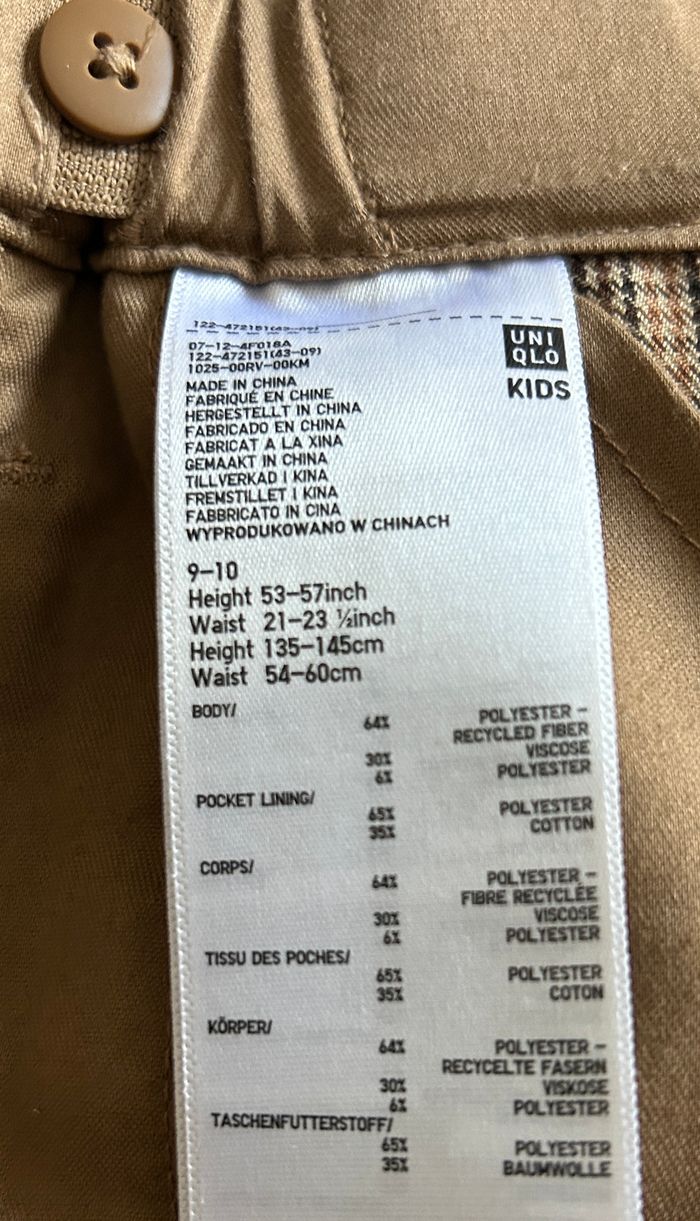 122-472151(43-09)
07-12-4F018A
122-472151(43-09)
1025-00RV-00KM
UNI
QLO
KIDS
MADE IN CHINA
FABRIQUÉ EN CHINE
HERGESTELLT IN CHINA
FABRICADO EN CHINA
FABRICAT A LA XINA
GEMAAKT IN CHINA
TILLVERKAD I KINA
FREMSTILLET I KINA
FABBRICATO IN CINA
WYPRODUKOWANO W CHINACH
9-10
Height 53-57inch
Waist 21-23 ½inch
Height 135-145cm
Waist 54-60cm
BODY/
64% POLYESTER -
RECYCLED FIBER
30% VISCOSE
6% POLYESTER
POCKET LINING/
65% POLYESTER
35% COTTON
CORPS/
64% POLYESTER -
FIBRE RECYCLÉE
30% VISCOSE
6% POLYESTER
TISSU DES POCHES/
65% POLYESTER
35% COTON
KÖRPER/
64% POLYESTER -
RECYCELTE FASERN
30% VISKOSE
6% POLYESTER
TASCHENFUTTERSTOFF/
65% POLYESTER
35% BAUMWOLLE